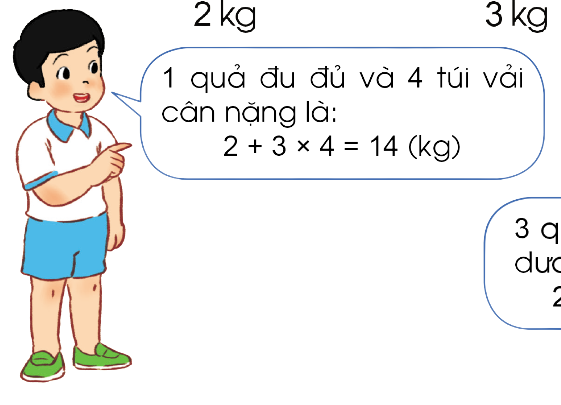 2 kg
3 kg
1 quả đu đủ và 4 túi vải
cân nặng là:
2 + 3 × 4 = 14 (kg)
3 q
dưa
2